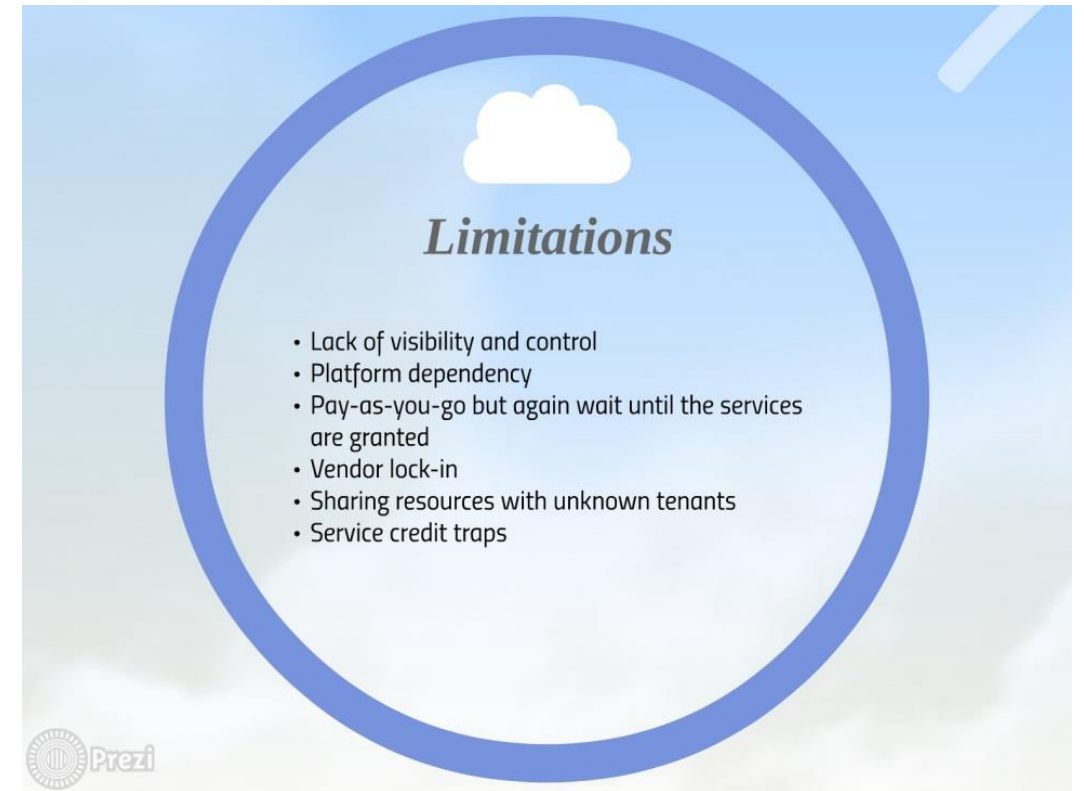 Limitations
• Lack of visibility and control
• Platform dependency
• Pay-as-you-go but again wait until the services
are granted
• Vendor lock-in
• Sharing resources with unknown tenants
• Service credit traps
Prezi